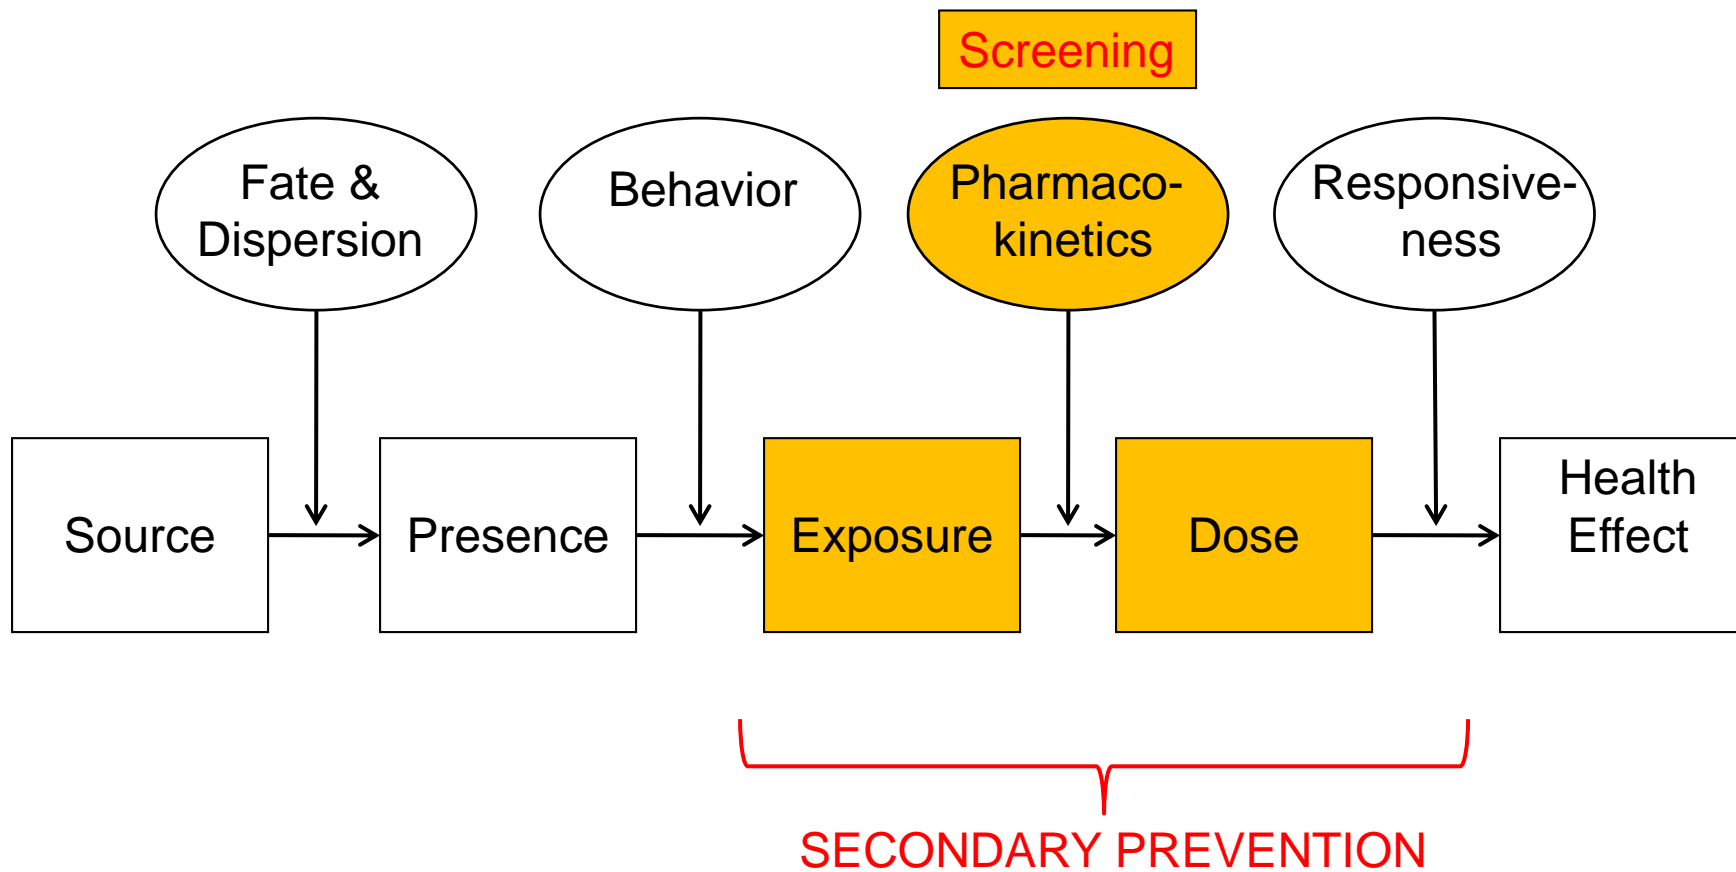 Screening
Fate &
Dispersion
Behavior
Pharmaco-
kinetics
Responsive-
ness
Source
Presence
Exposure
Dose
Health
Effect
SECONDARY PREVENTION